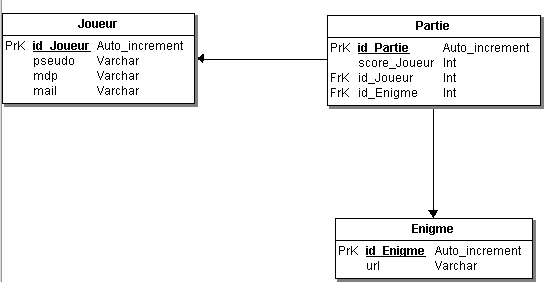 Joueur
PrK id_Joueur Auto_increment
pseudo Varchar
mdp Varchar
mail Varchar
Partie
PrK id_Partie Auto_increment
score_Joueur Int
FrK id_Joueur Int
FrK id_Enigme Int
Enigme
PrK id_Enigme Auto_increment
url Varchar